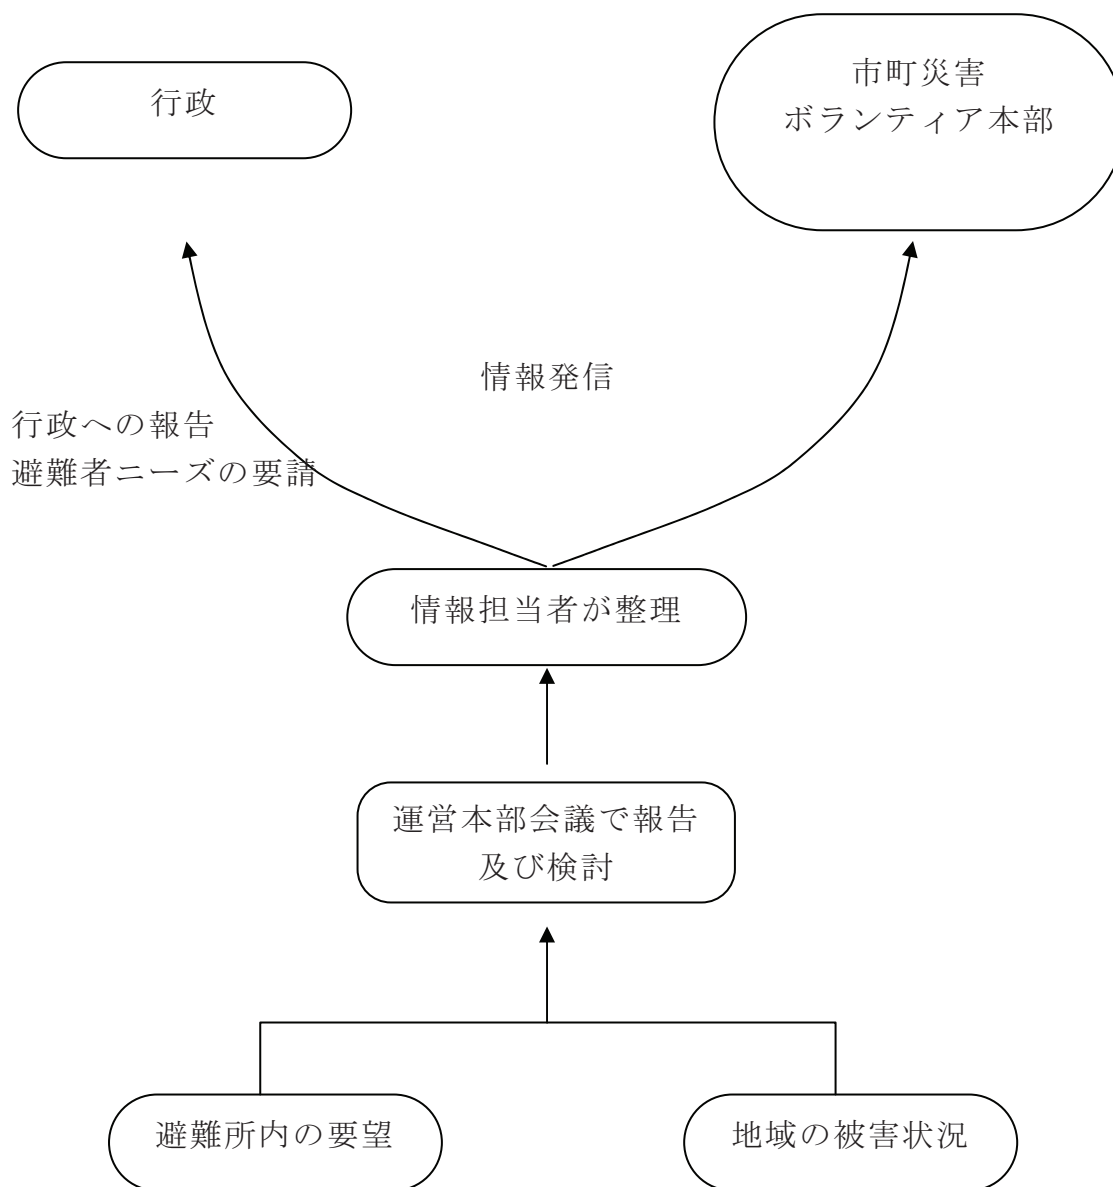 行政
市町災害
ボランティア本部
情報発信
行政への報告
避難者ニーズの要請
情報担当者が整理
運営本部会議で報告
及び検討
避難所内の要望
地域の被害状況